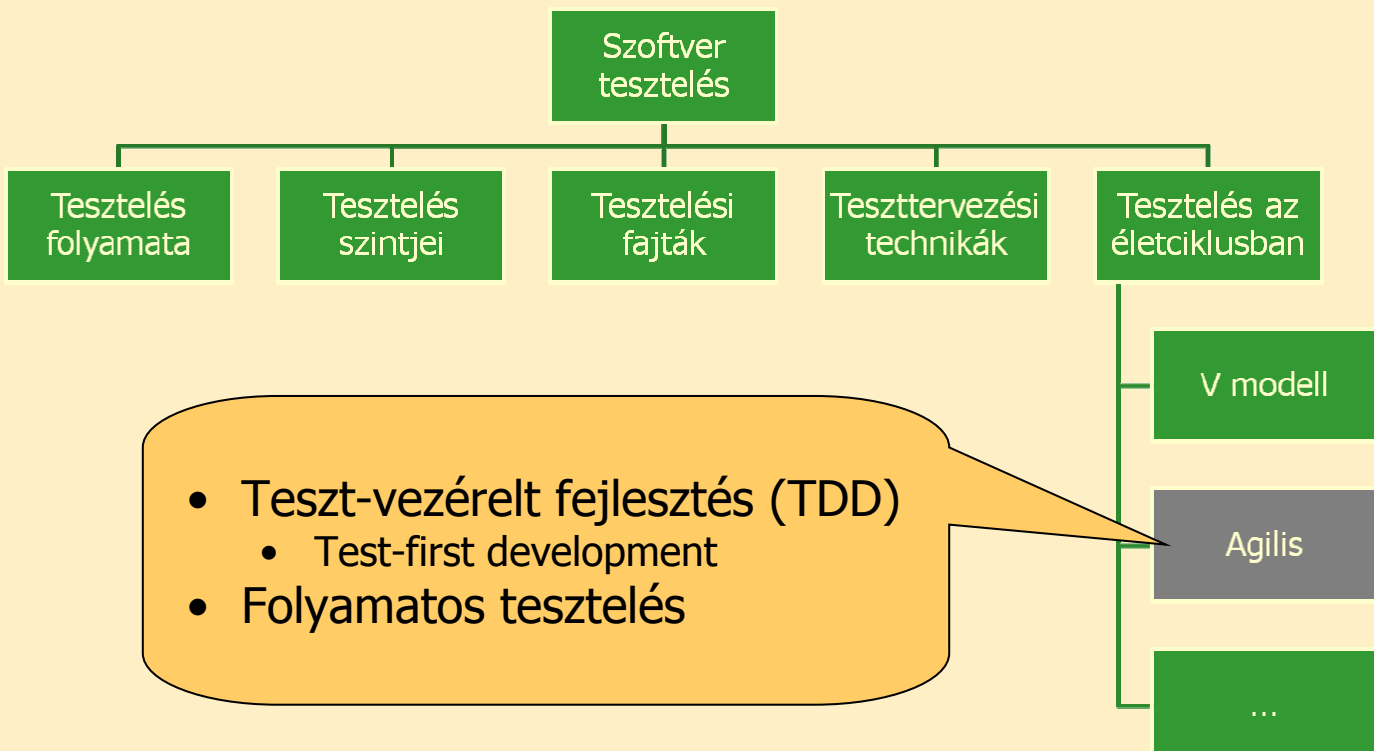 Szoftver
tesztelés
Tesztelés
folyamata
Tesztelés
szintjei
Tesztelési
fajták
Teszttervezési
technikák
Tesztelés az
életciklusban
V modell
• Teszt-vezérelt fejlesztés (TDD)
• Test-first development
• Folyamatos tesztelés
Agilis
...